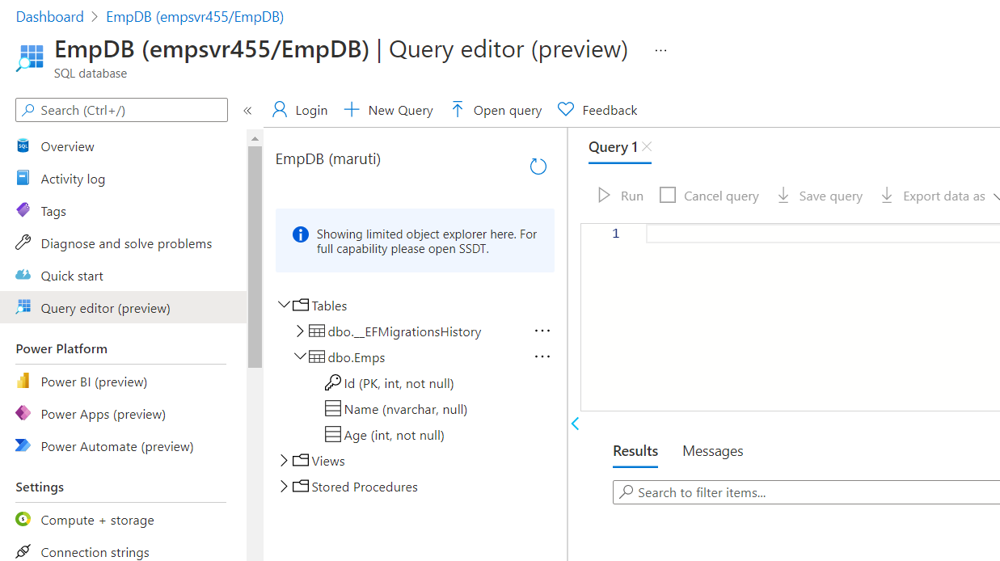 Dashboard > EmpDB (empsvr455/EmpDB)
EmpDB (empsvr455/EmpDB) | Query editor (preview) ...
SQL database
Search (Ctrl+/)
«
Login
New Query
Open query
Feedback
SQL
Overview
Activity log
Tags
Diagnose and solve problems
Quick start
Query editor (preview)
Power Platform
Power BI (preview)
Power Apps (preview)
Power Automate (preview)
Settings
Compute + storage
Connection strings
EmpDB (maruti)
Showing limited object explorer here. For
full capability please open SSDT.
Tables
dbo.__EFMigrationsHistory ...
dbo.Emps ...
Id (PK, int, not null)
Name (nvarchar, null)
Age (int, not null)
Views
Stored Procedures
Query 1
Run
Cancel query
Save query
Export data as
1
Results
Messages
Search to filter items...